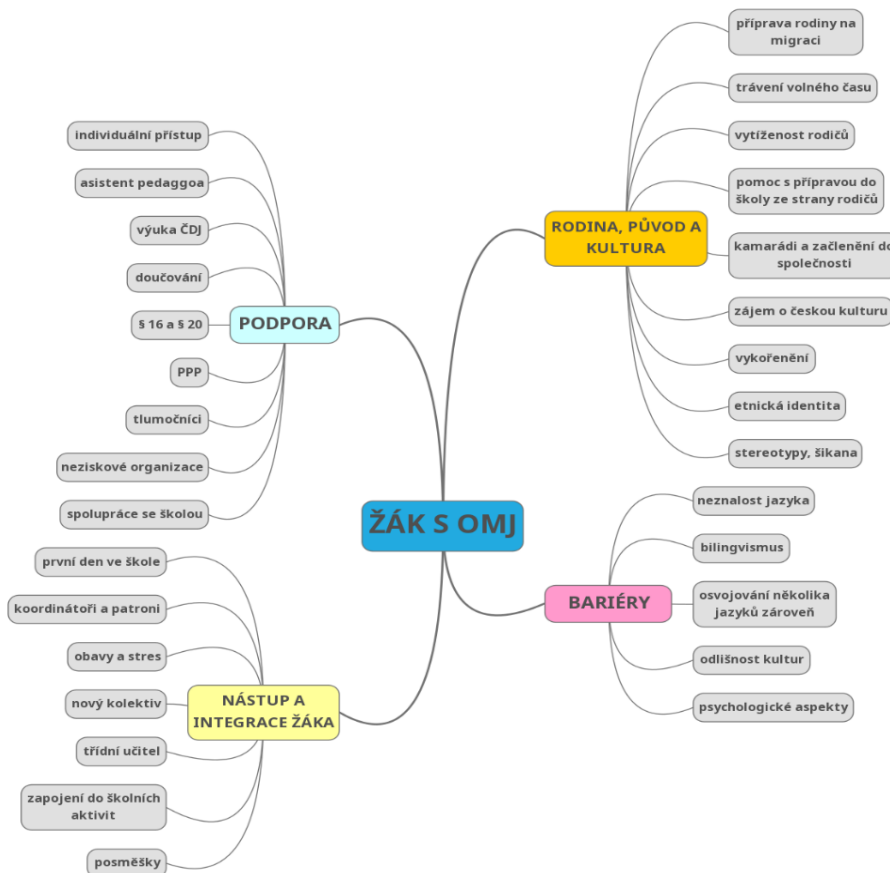 příprava rodiny na
migraci
trávení volného času
vytíženost rodičů
pomoc s přípravou do
školy ze strany rodičů
RODINA, PŮVOD A
KULTURA
kamarádi a začlenění do
společnosti
zájem o českou kulturu
vykořenění
etnická identita
stereotypy, šikana
individuální přístup
asistent pedaggoa
výuka ČDJ
doučování
§ 16 a § 20
PODPORA
PPP
tlumočníci
neziskové organizace
spolupráce se školou
ŽÁK S OMJ
neznalost jazyka
bilingvismus
BARIÉRY
osvojování několika
jazyků zároveň
odlišnost kultur
psychologické aspekty
první den ve škole
koordinátoři a patroni
obavy a stres
nový kolektiv
NÁSTUP A
INTEGRACE ŽÁKA
třídní učitel
zapojení do školních
aktivit
posměšky